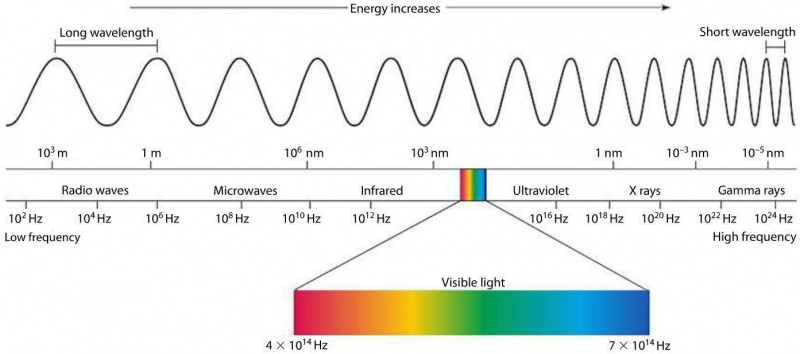 Energy increases
Long wavelength
Short wavelength
10³ m
1 m
10⁶ nm
10³ nm
1 nm
10⁻³ nm
10⁻⁵ nm
Radio waves
Microwaves
Infrared
Ultraviolet
X rays
Gamma rays
10² Hz
10⁴ Hz
10⁶ Hz
10⁸ Hz
10¹⁰ Hz
10¹² Hz
10¹⁶ Hz
10¹⁸ Hz
10²⁰ Hz
10²² Hz
10²⁴ Hz
Low frequency
High frequency
Visible light
4 × 10¹⁴ Hz
7 × 10¹⁴ Hz